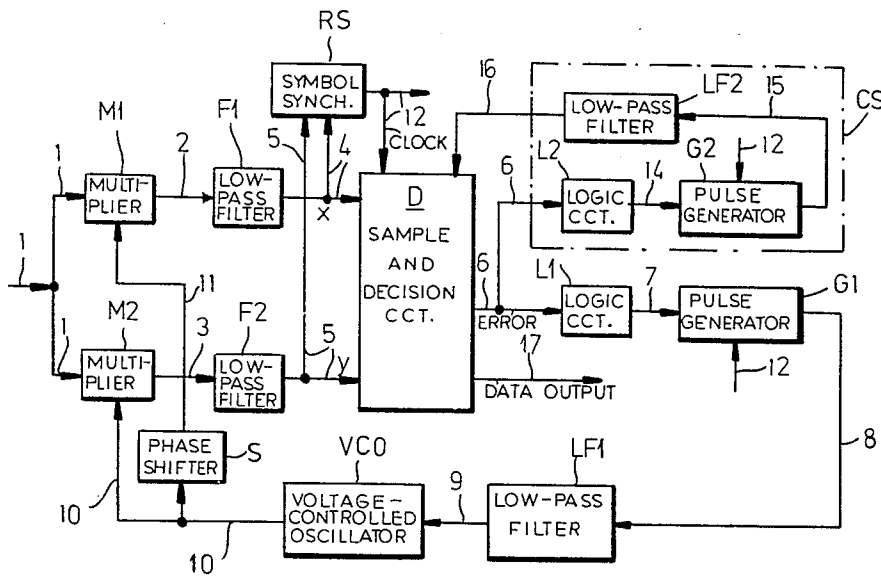 RS
SYMBOL
SYNCH.
16
LF2
15
CS
LOW-PASS
FILTER
M1
F1
12
CLOCK
5
4
L2
G2
12
1
MULTI-
PLIER
2
LOW-
PASS
FILTER
4
X
D
SAMPLE
AND
DECISION
CCT.
6
LOGIC
CCT.
14
PULSE
GENERATOR
1
11
M2
F2
L1
G1
6
ERROR
LOGIC
CCT.
7
PULSE
GENERATOR
1
MULTI-
PLIER
3
LOW-
PASS
FILTER
5
y
17
DATA OUTPUT
12
8
PHASE
SHIFTER
S
VCO
LF1
10
VOLTAGE-
CONTROLLED
OSCILLATOR
9
LOW-PASS
FILTER
10